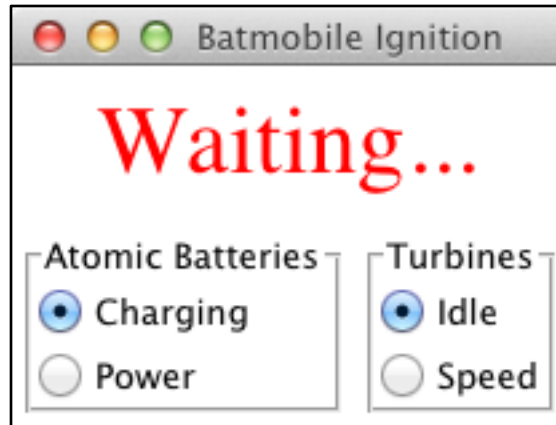 Batmobile Ignition
Waiting...
Atomic Batteries
Charging
Power
Turbines
Idle
Speed